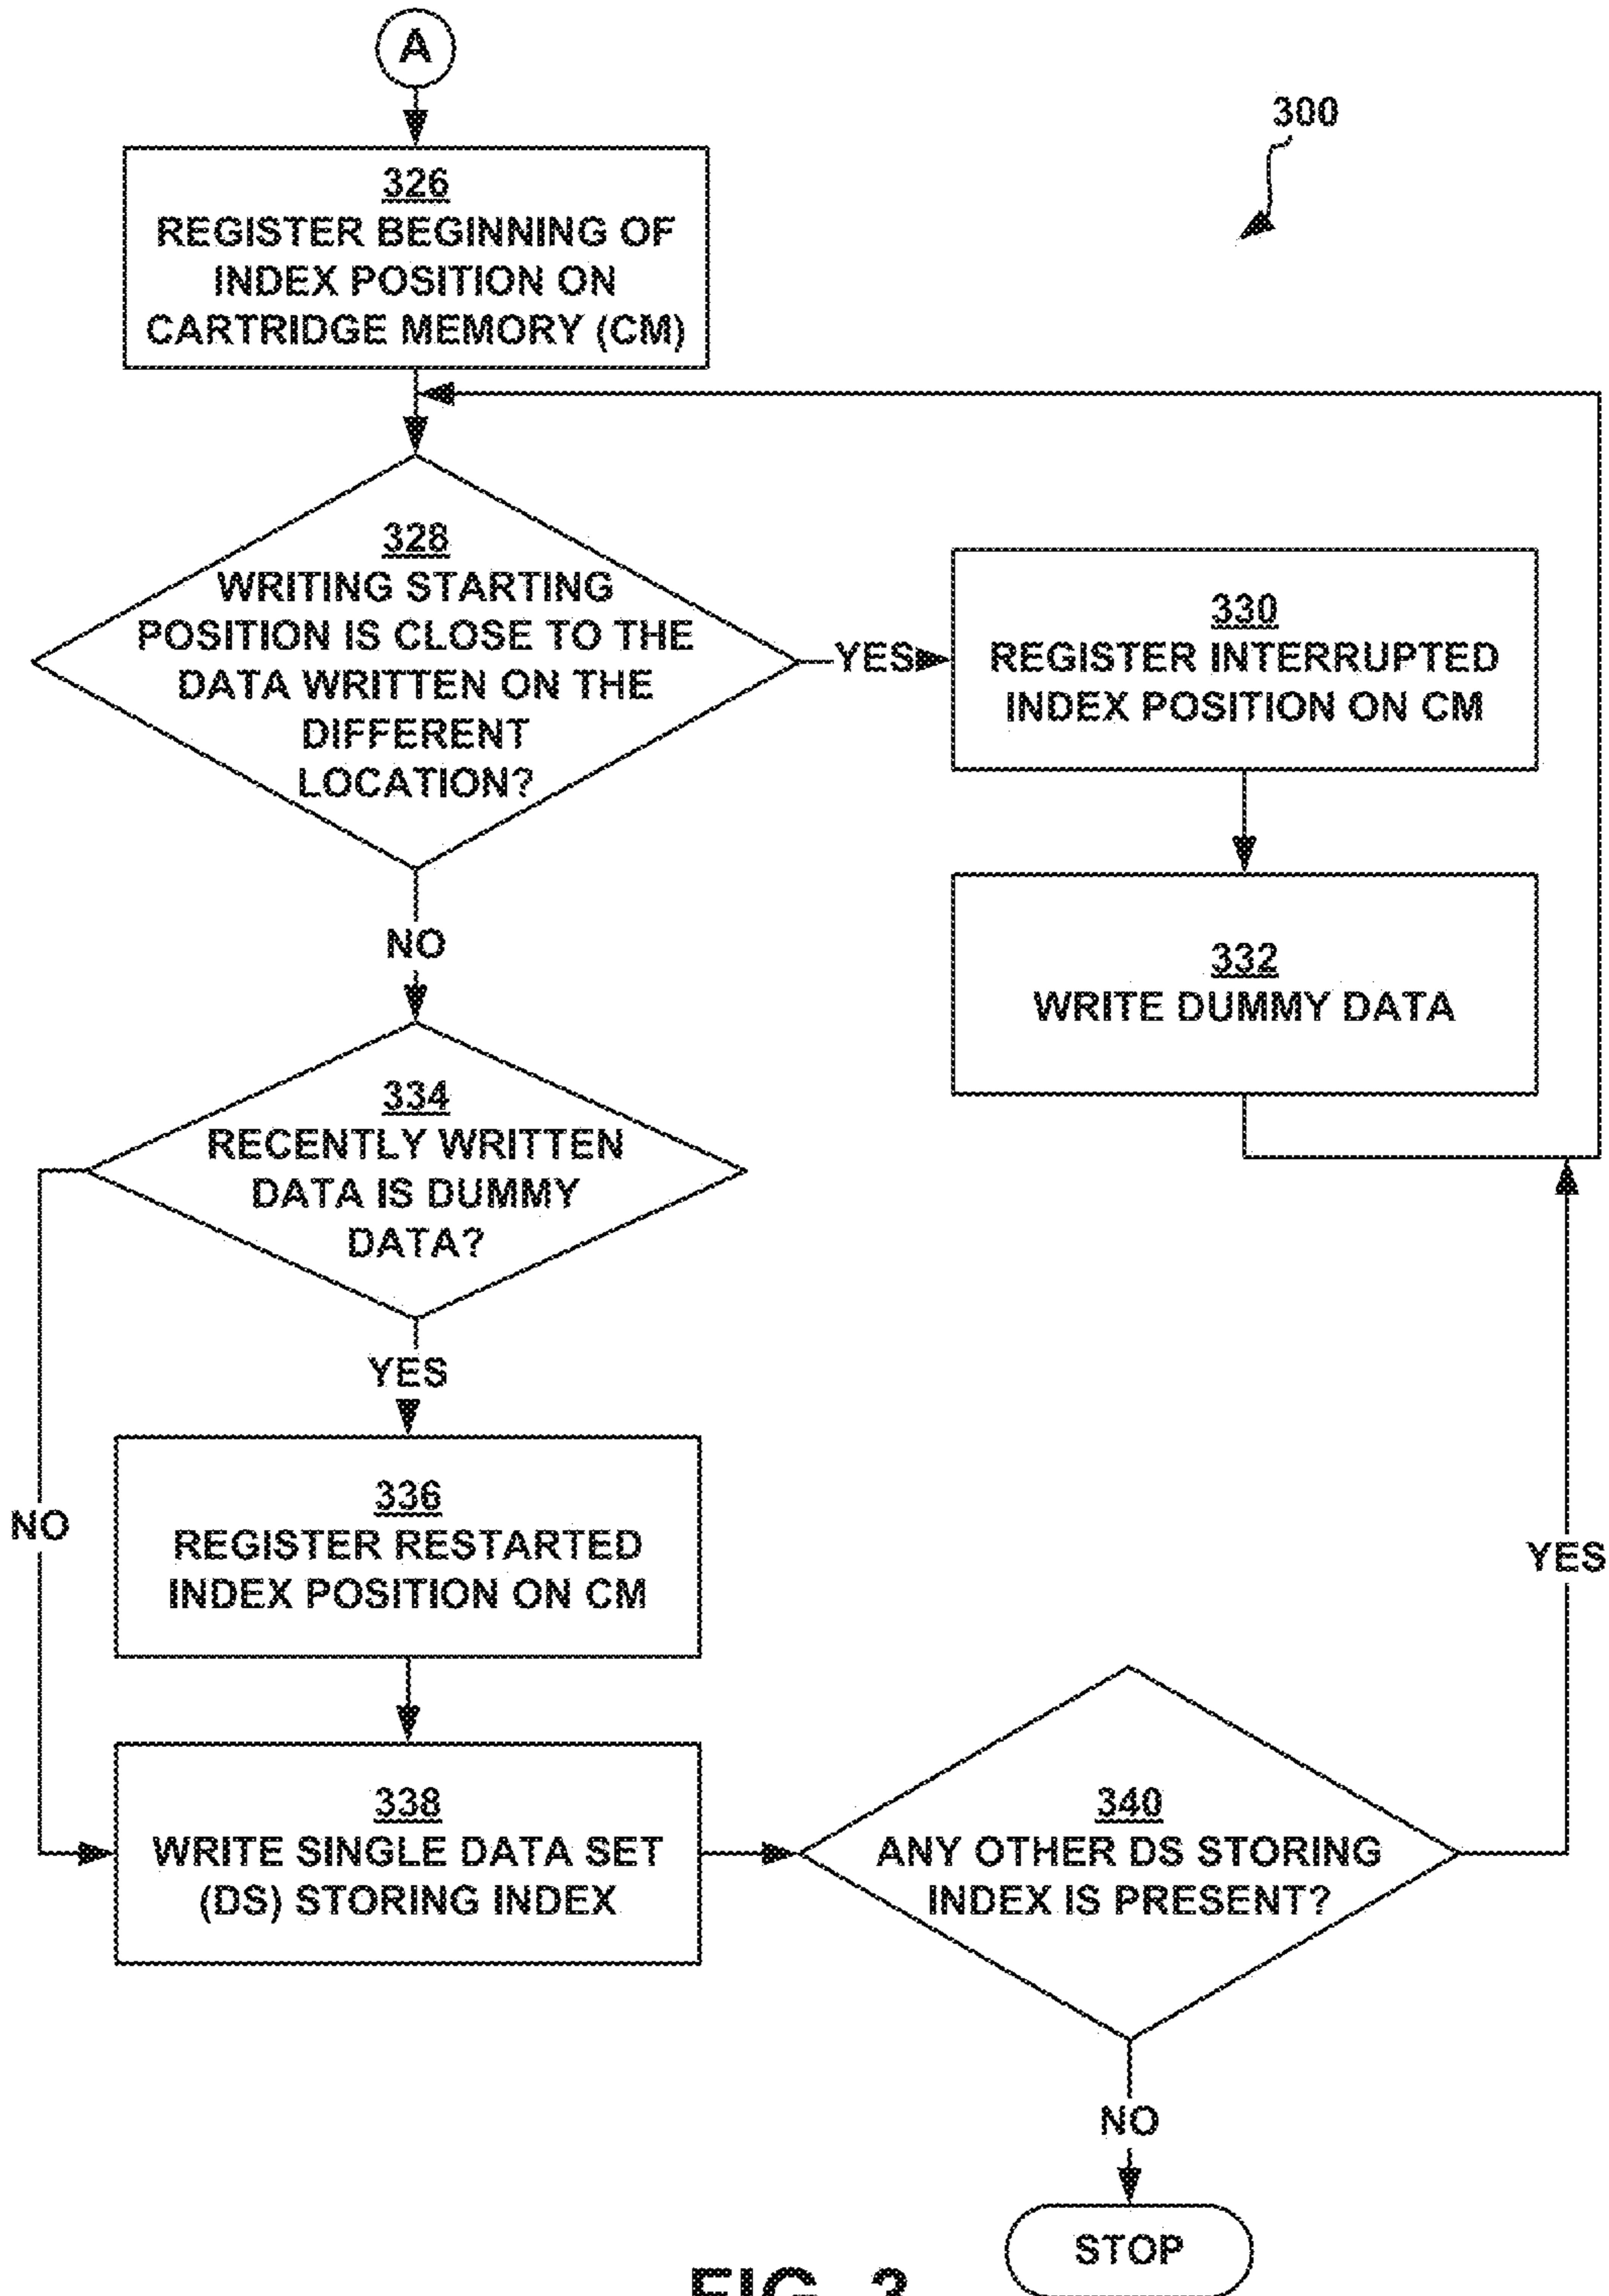 A
300
326
REGISTER BEGINNING OF
INDEX POSITION ON
CARTRIDGE MEMORY (CM)
328
WRITING STARTING
POSITION IS CLOSE TO THE
DATA WRITTEN ON THE
DIFFERENT
LOCATION?
YES
330
REGISTER INTERRUPTED
INDEX POSITION ON CM
332
WRITE DUMMY DATA
NO
334
RECENTLY WRITTEN
DATA IS DUMMY
DATA?
YES
NO
336
REGISTER RESTARTED
INDEX POSITION ON CM
338
WRITE SINGLE DATA SET
(DS) STORING INDEX
340
ANY OTHER DS STORING
INDEX IS PRESENT?
YES
NO
STOP